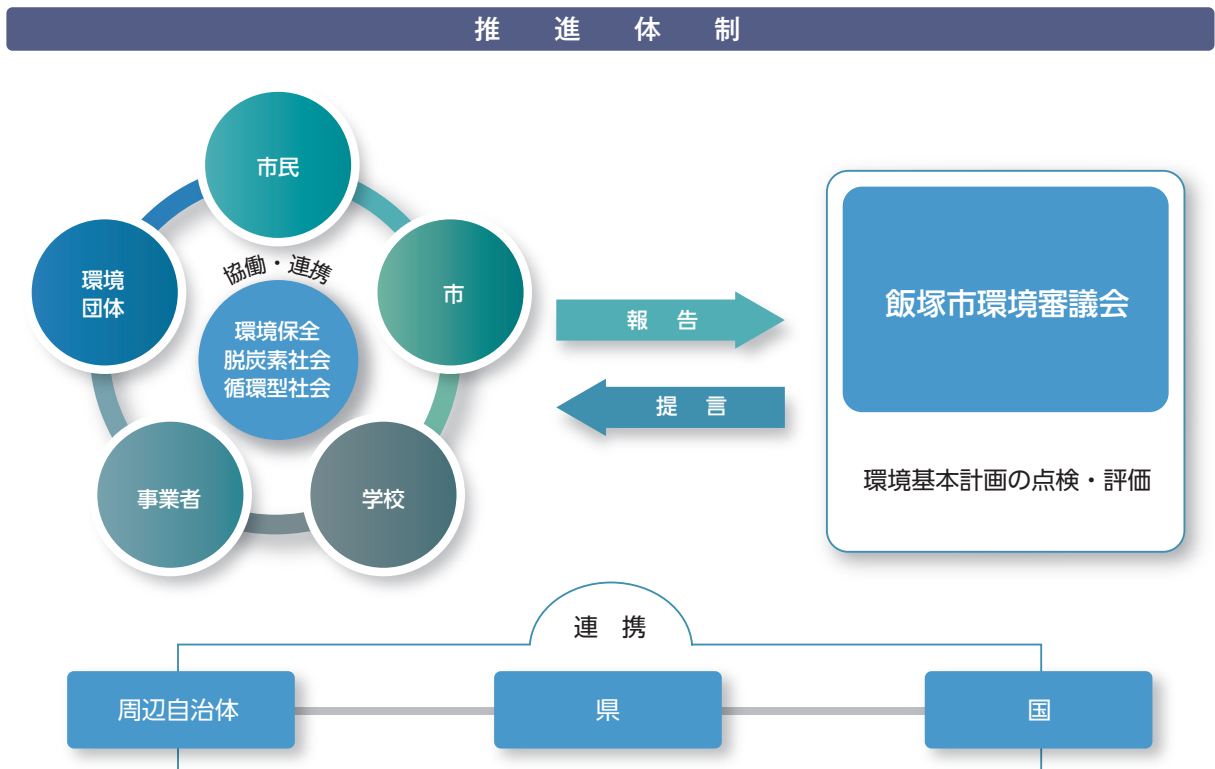 推進体制
市民
環境
団体
協働・連携
市
環境保全
脱炭素社会
循環型社会
事業者
学校
報告
提言
飯塚市環境審議会
環境基本計画の点検・評価
連携
周辺自治体
県
国